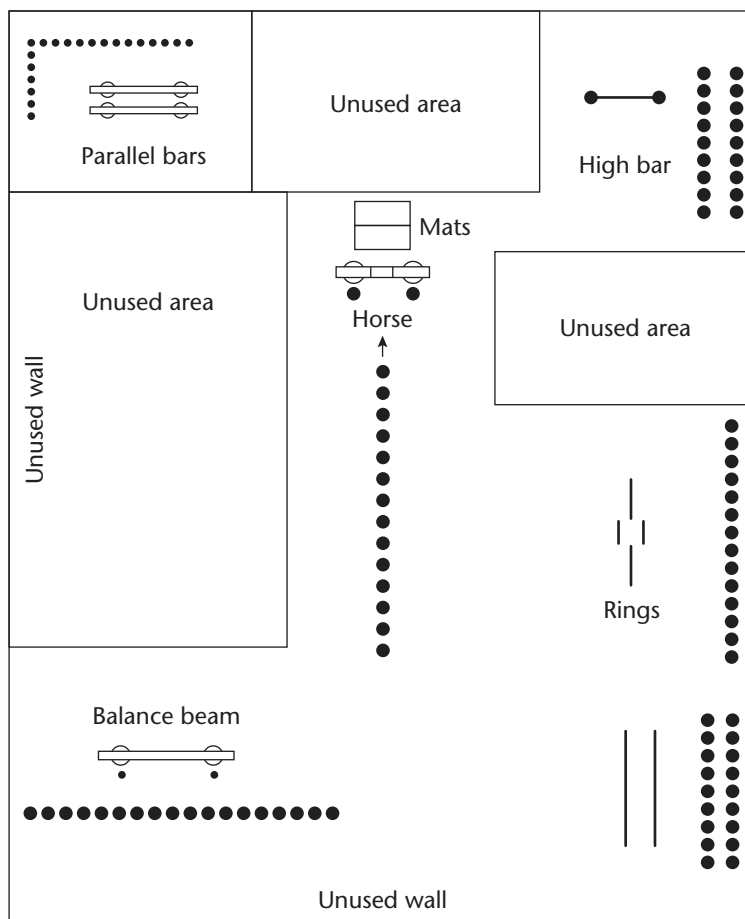 Unused area
Parallel bars
High bar
Mats
Unused area
Horse
Unused area
Unused wall
Rings
Balance beam
Unused wall